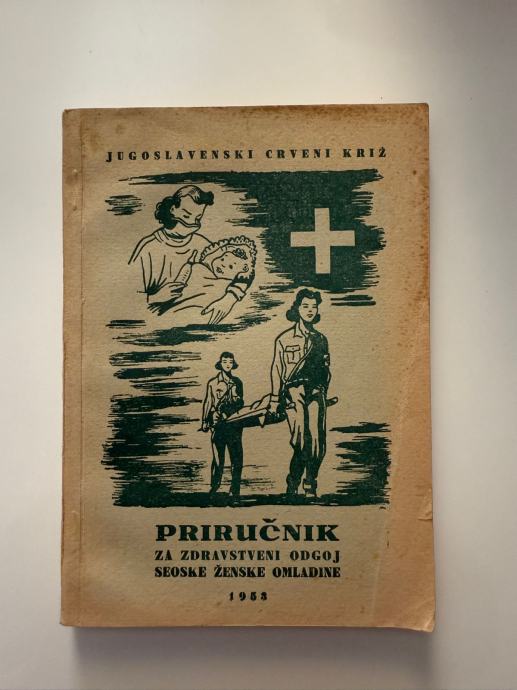 JUGOSLAVENSKI CRVENI KRIŽ
PRIRUČNIK
ZA ZDRAVSTVENI ODGOJ
SEOSKE ŽENSKE OMLADINE
1953